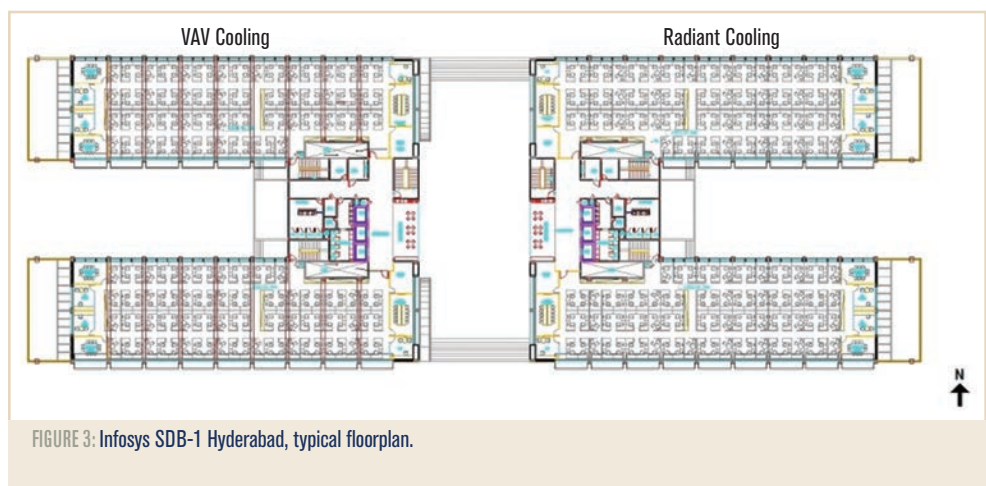 VAV Cooling
Radiant Cooling
N
FIGURE 3: Infosys SDB-1 Hyderabad, typical floorplan.